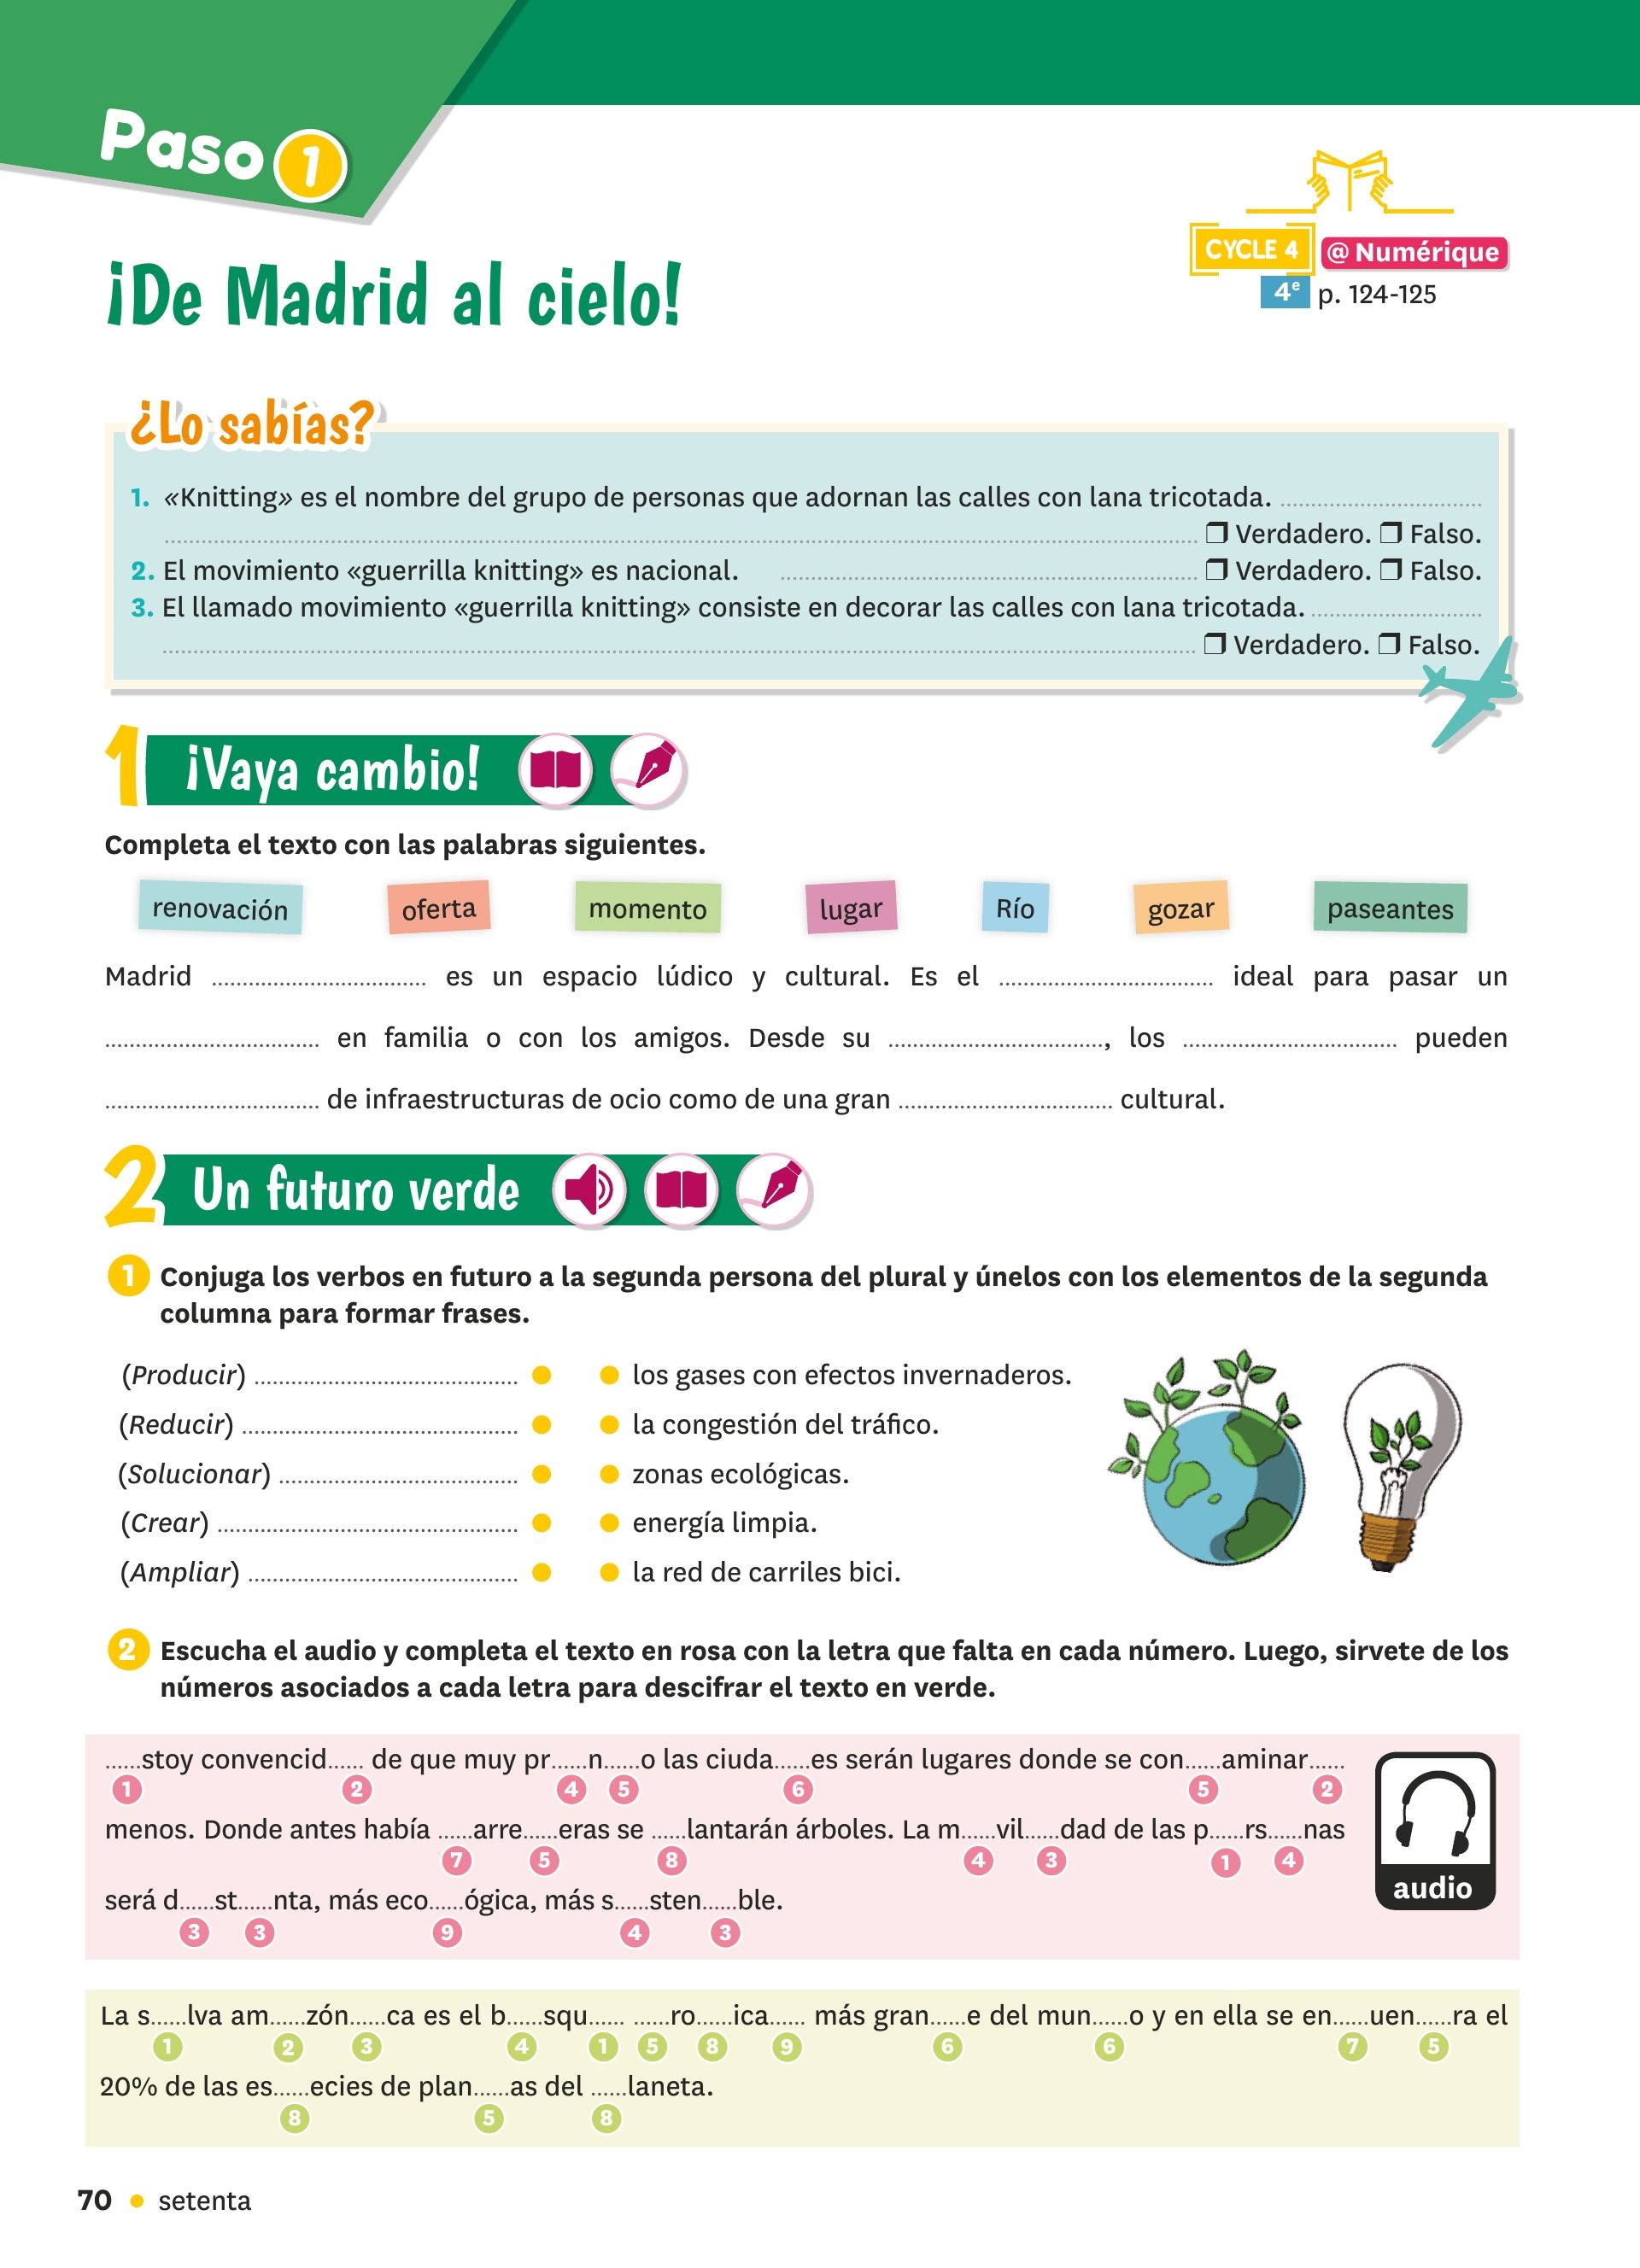 Paso 1
CYCLE 4 @ Numérique
4e p. 124-125
¡De Madrid al cielo!
¿Lo sabías?
1. «Knitting» es el nombre del grupo de personas que adornan las calles con lana tricotada. ..............................
.............................. ❒ Verdadero. ❒ Falso.
2. El movimiento «guerrilla knitting» es nacional. .............................. ❒ Verdadero. ❒ Falso.
3. El llamado movimiento «guerrilla knitting» consiste en decorar las calles con lana tricotada. ..............................
.............................. ❒ Verdadero. ❒ Falso.
1 ¡Vaya cambio!
Completa el texto con las palabras siguientes.
renovación oferta momento lugar Río gozar paseantes
Madrid .............................. es un espacio lúdico y cultural. Es el .............................. ideal para pasar un
.............................. en familia o con los amigos. Desde su .............................., los .............................. pueden
.............................. de infraestructuras de ocio como de una gran .............................. cultural.
2 Un futuro verde
1 Conjuga los verbos en futuro a la segunda persona del plural y únelos con los elementos de la segunda
columna para formar frases.
(Producir) .............................. ● ● los gases con efectos invernaderos.
(Reducir) .............................. ● ● la congestión del tráfico.
(Solucionar) .............................. ● ● zonas ecológicas.
(Crear) .............................. ● ● energía limpia.
(Ampliar) .............................. ● ● la red de carriles bici.
2 Escucha el audio y completa el texto en rosa con la letra que falta en cada número. Luego, sirvete de los
números asociados a cada letra para descifrar el texto en verde.
......stoy convencid...... de que muy pr......n......o las ciuda......es serán lugares donde se con......aminar......
1 2 4 5 6 5 2
menos. Donde antes había ......arre......eras se ......lantarán árboles. La m......vil......dad de las p......rs......nas
7 5 8 4 3 1 4
será d......st......nta, más eco......ógica, más s......sten......ble.
3 3 9 4 3
audio
La s......lva am......zón......ca es el b......squ...... ......ro......ica...... más gran......e del mun......o y en ella se en......uen......ra el
1 2 3 4 1 5 8 9 6 6 7 5
20% de las es......ecies de plan......as del ......laneta.
8 5 8
70 • setenta